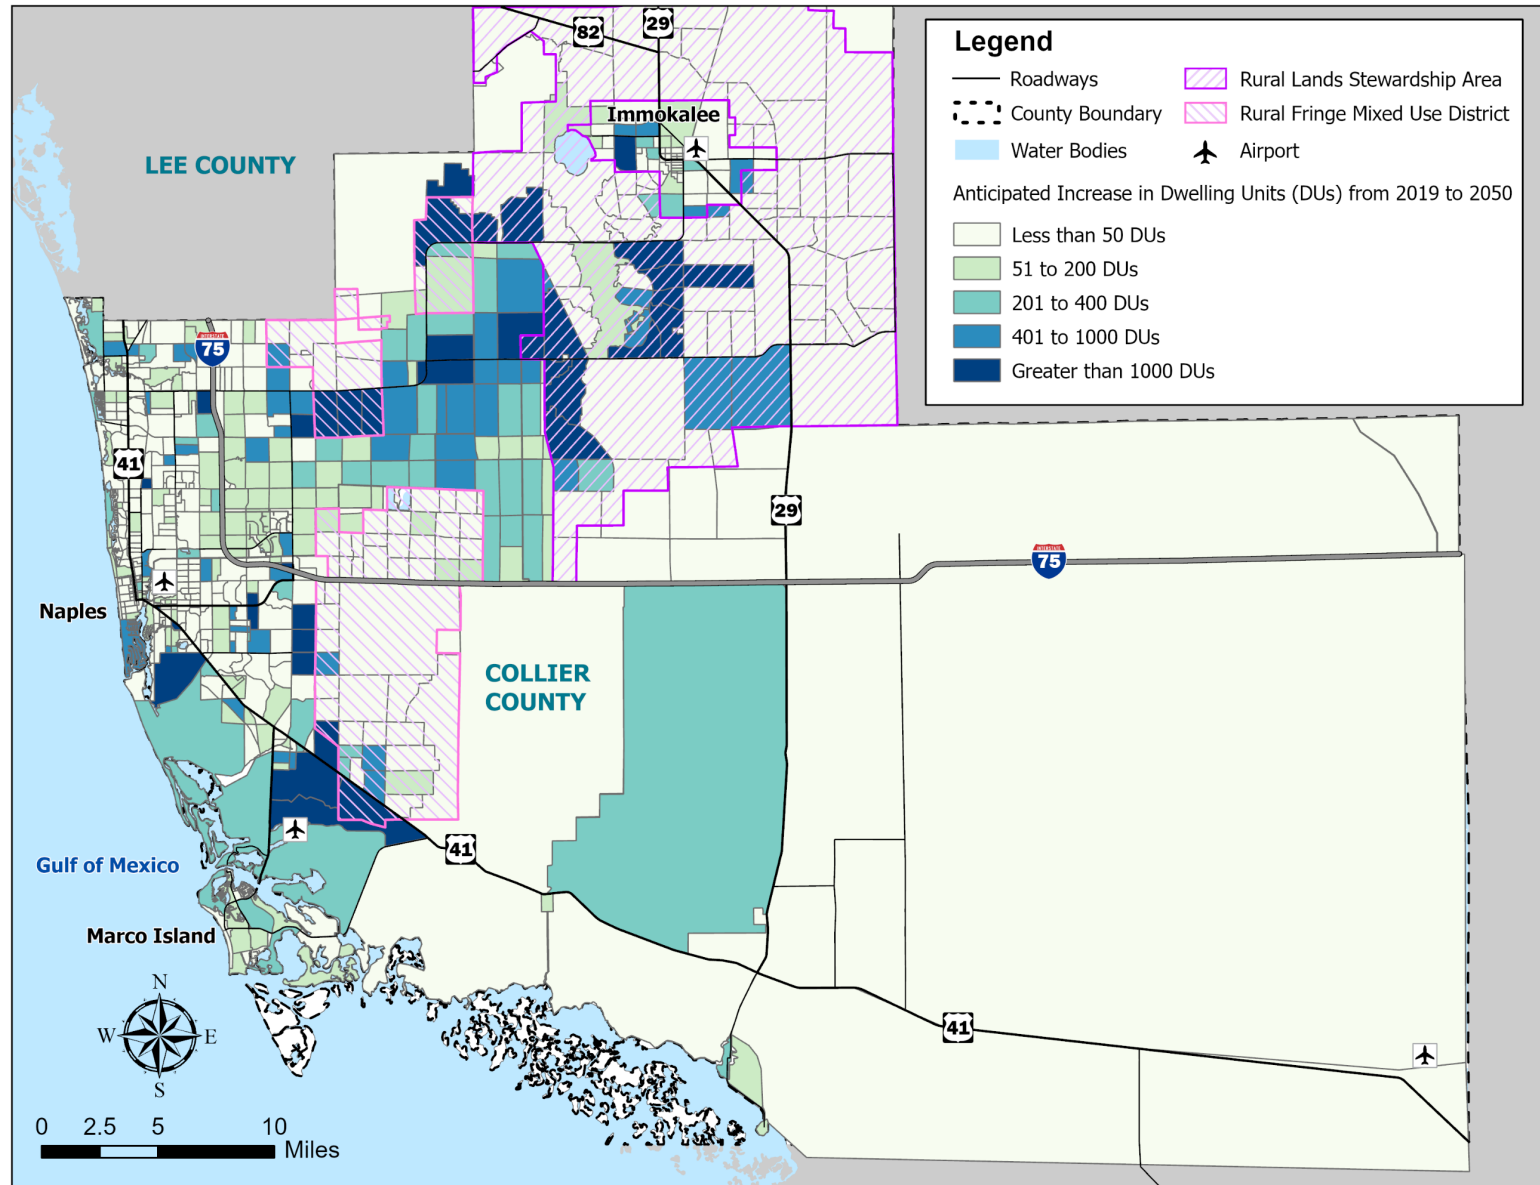 82
29
Legend
Roadways
County Boundary
Water Bodies
Rural Lands Stewardship Area
Rural Fringe Mixed Use District
Airport
Anticipated Increase in Dwelling Units (DUs) from 2019 to 2050
Less than 50 DUs
51 to 200 DUs
201 to 400 DUs
401 to 1000 DUs
Greater than 1000 DUs
Immokalee
LEE COUNTY
INTERSTATE
75
41
29
INTERSTATE
75
Naples
COLLIER
COUNTY
41
Gulf of Mexico
Marco Island
41
N
W E
S
0 2.5 5 10
Miles